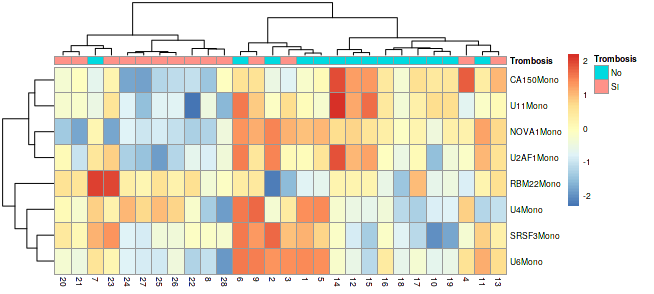 Trombosis
CA150Mono
U11Mono
NOVA1Mono
U2AF1Mono
RBM22Mono
U4Mono
SRSF3Mono
U6Mono
20 21 7 23 24 27 25 26 22 8 28 6 9 2 3 1 5 14 12 15 16 18 17 10 19 4 11 13
2
1
0
-1
-2
Trombosis
No
SI